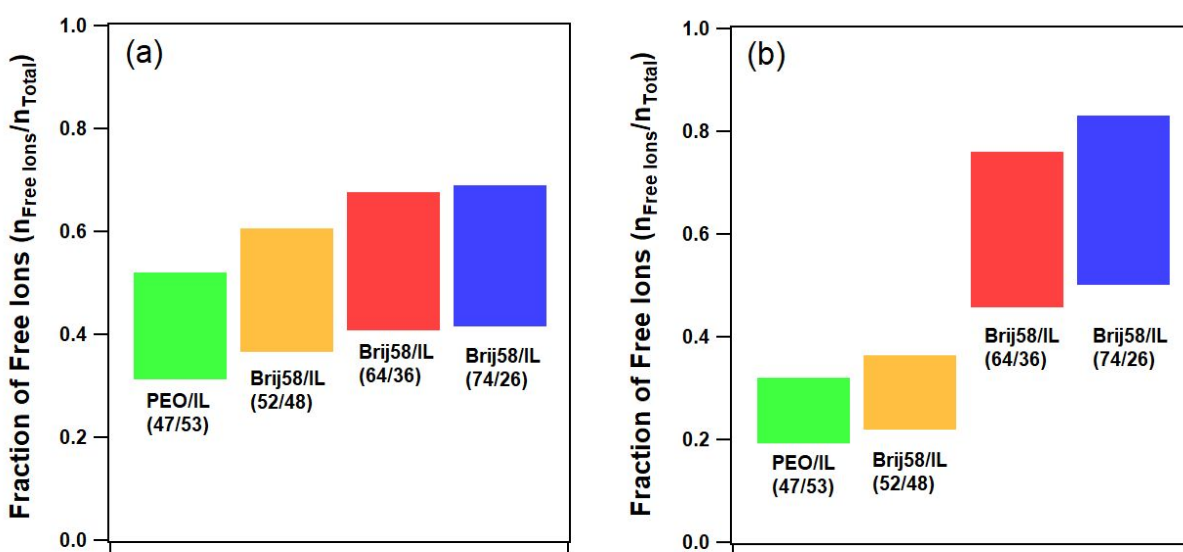 Fraction of Free Ions (nFree Ions/nTotal)
1.0
0.8
0.6
0.4
0.2
0.0
(a)
PEO/IL
(47/53)
Brij58/IL
(52/48)
Brij58/IL
(64/36)
Brij58/IL
(74/26)
Fraction of Free Ions (nFree Ions/nTotal)
1.0
0.8
0.6
0.4
0.2
0.0
(b)
PEO/IL
(47/53)
Brij58/IL
(52/48)
Brij58/IL
(64/36)
Brij58/IL
(74/26)